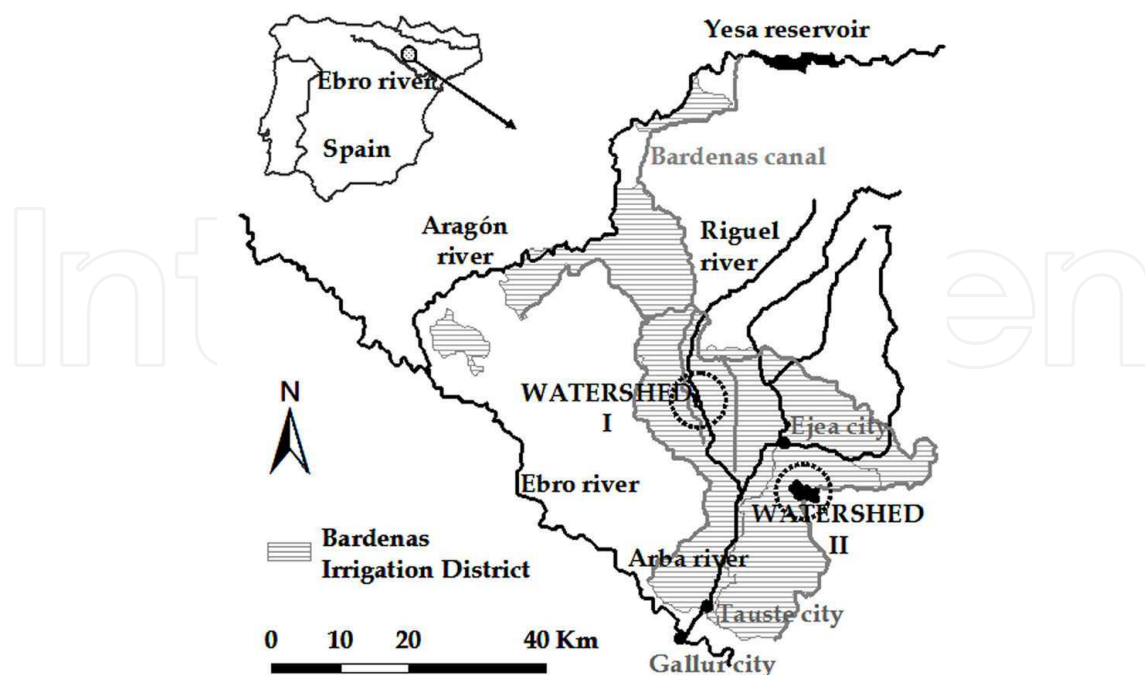 Yesa reservoir
Ebro river
Spain
Bardenas canal
Aragón
river
Riguel
river
WATERSHED
I
N
Ejea city
Ebro river
WATERSHED
II
Bardenas
Irrigation District
Arba river
Tauste city
0 10 20 40 Km
Gallur city